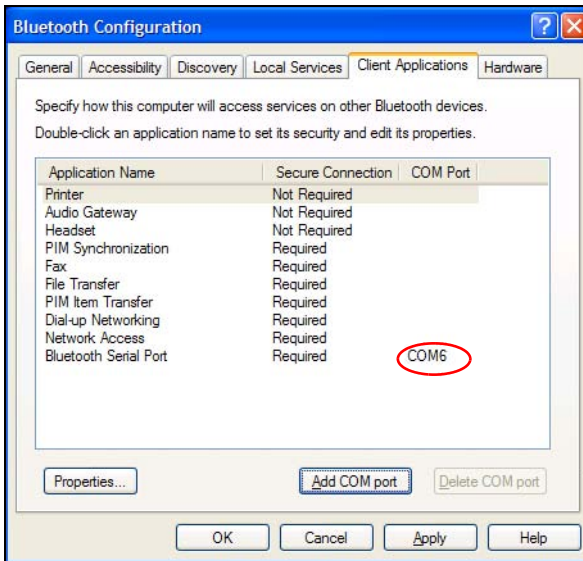 Bluetooth Configuration
General Accessibility Discovery Local Services Client Applications Hardware
Specify how this computer will access services on other Bluetooth devices.
Double-click an application name to set its security and edit its properties.
Application Name Secure Connection COM Port
Printer Not Required
Audio Gateway Not Required
Headset Not Required
PIM Synchronization Required
Fax Required
File Transfer Required
PIM Item Transfer Required
Dial-up Networking Required
Network Access Required
Bluetooth Serial Port Required COM6
Properties... Add COM port Delete COM port
OK Cancel Apply Help